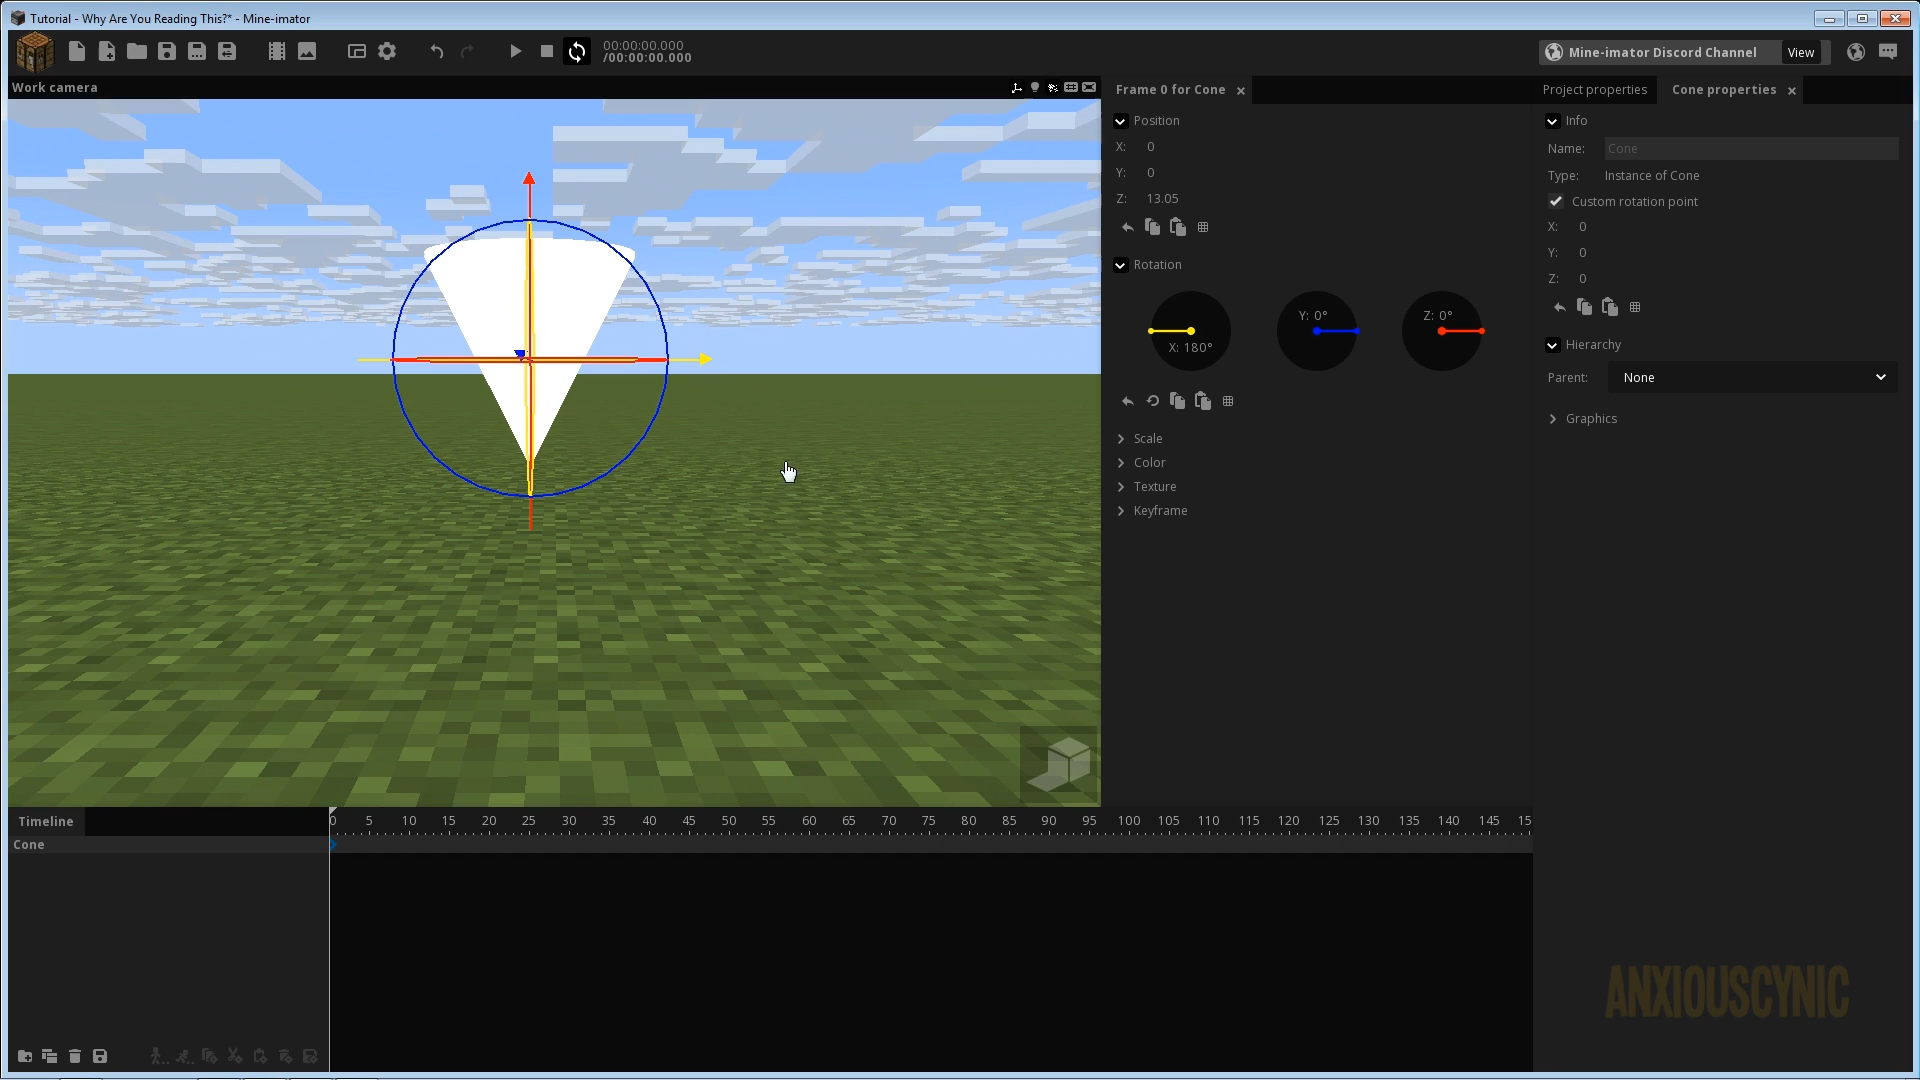 Tutorial - Why Are You Reading This?* - Mine-imator
00:00:00.000
/00:00:00.000
Mine-imator Discord Channel
View
Work camera
Frame 0 for Cone
Position
X: 0
Y: 0
Z: 13.05
Rotation
X: 180°
Y: 0°
Z: 0°
Scale
Color
Texture
Keyframe
Project properties
Cone properties
Info
Name: Cone
Type: Instance of Cone
Custom rotation point
X: 0
Y: 0
Z: 0
Hierarchy
Parent: None
Graphics
Timeline
0 5 10 15 20 25 30 35 40 45 50 55 60 65 70 75 80 85 90 95 100 105 110 115 120 125 130 135 140 145 15
Cone
ANXIOUSCYNIC